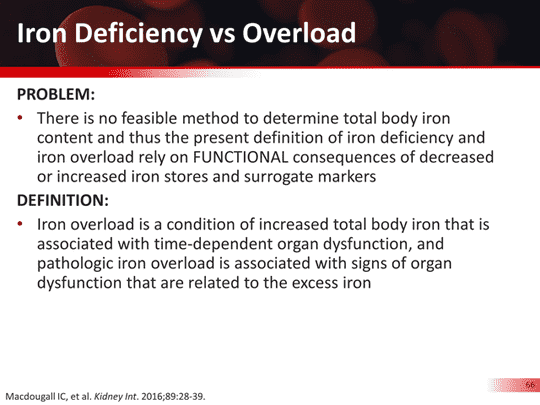 Iron Deficiency vs Overload
PROBLEM:
• There is no feasible method to determine total body iron
content and thus the present definition of iron deficiency and
iron overload rely on FUNCTIONAL consequences of decreased
or increased iron stores and surrogate markers
DEFINITION:
• Iron overload is a condition of increased total body iron that is
associated with time-dependent organ dysfunction, and
pathologic iron overload is associated with signs of organ
dysfunction that are related to the excess iron
66
Macdougall IC, et al. Kidney Int. 2016;89:28-39.